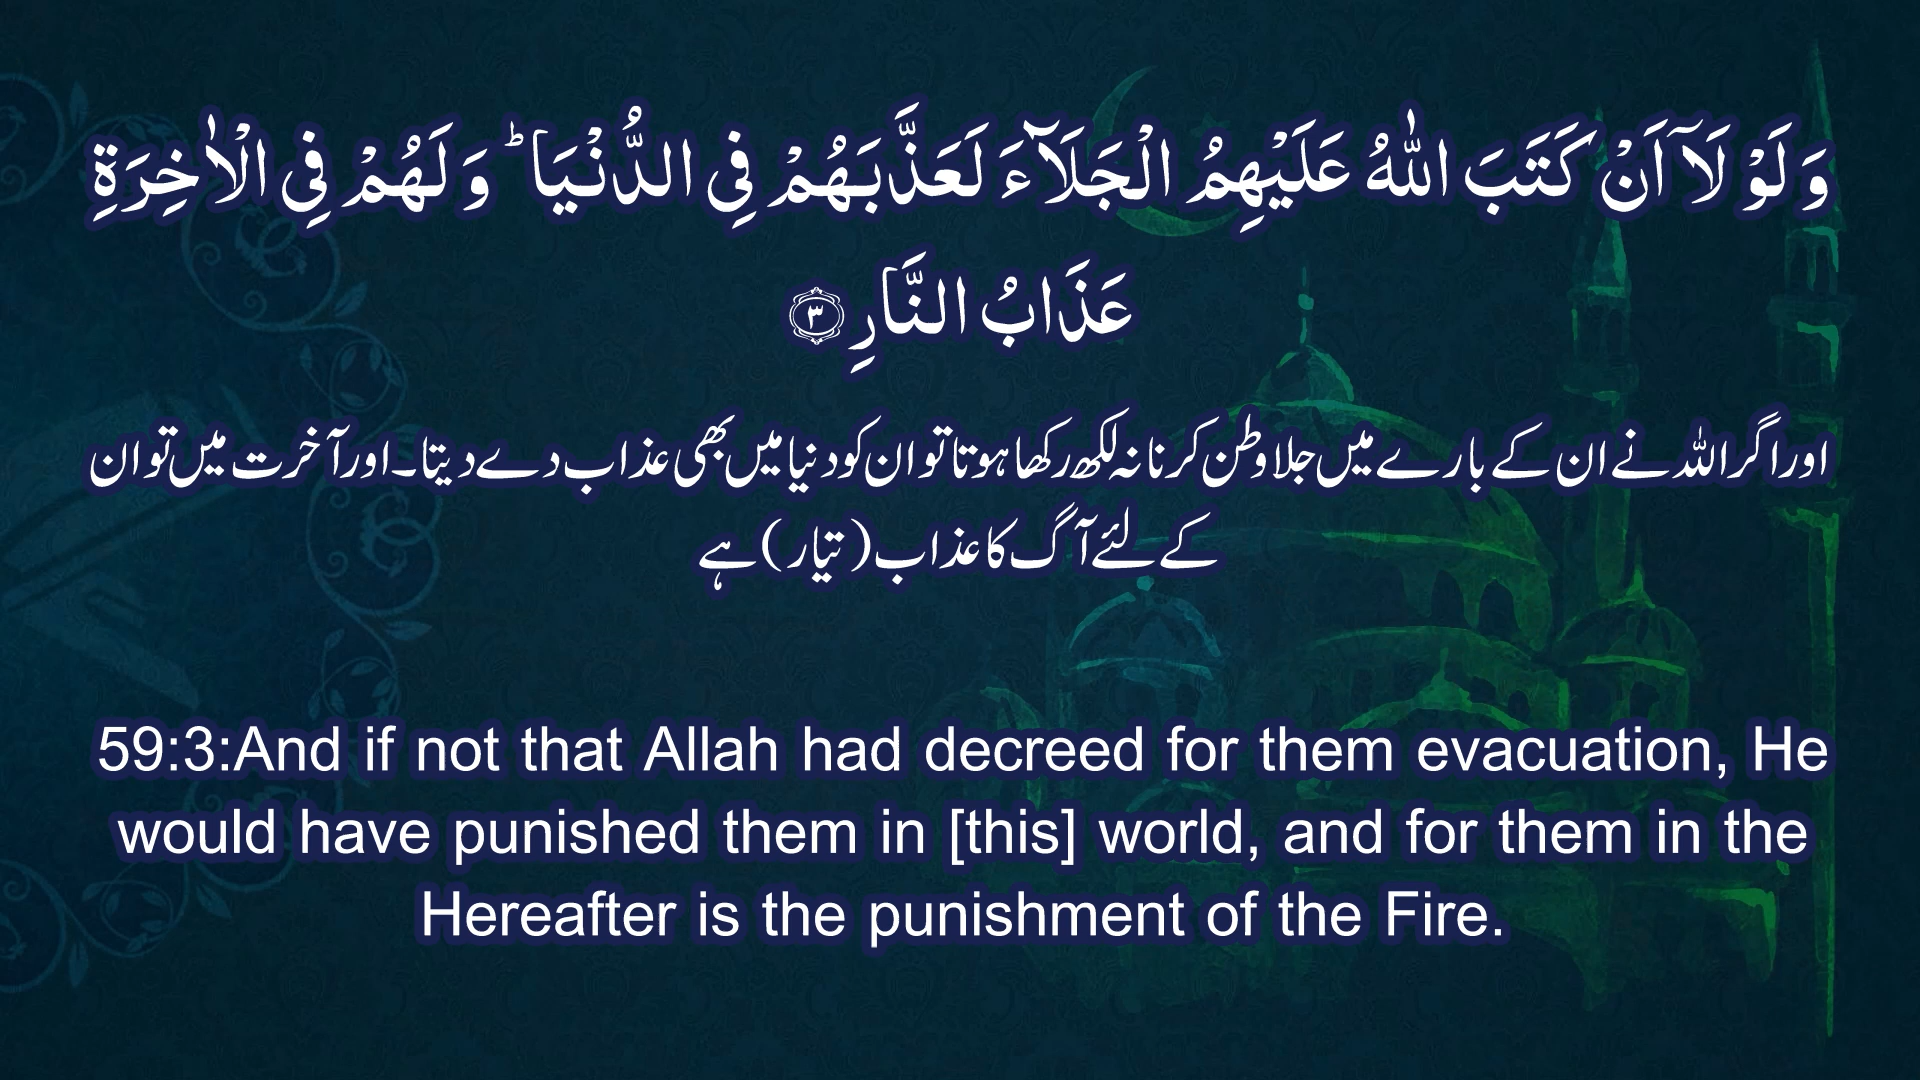 وَ لَوْ لَاۤ اَنْ كَتَبَ اللّٰهُ عَلَيْهِمُ الْجَلَآءَ لَعَذَّبَهُمْ فِي الدُّنْيَا ؕ وَ لَهُمْ فِي الْاٰخِرَةِ
عَذَابُ النَّارِ ۝۳
اور اگر اللہ نے ان کے بارے میں جلاوطن کرنا نہ لکھ رکھا ہوتا تو ان کو دنیا میں بھی عذاب دے دیتا۔ اور آخرت میں تو ان
کے لئے آگ کا عذاب (تیار) ہے
59:3:And if not that Allah had decreed for them evacuation, He
would have punished them in [this] world, and for them in the
Hereafter is the punishment of the Fire.